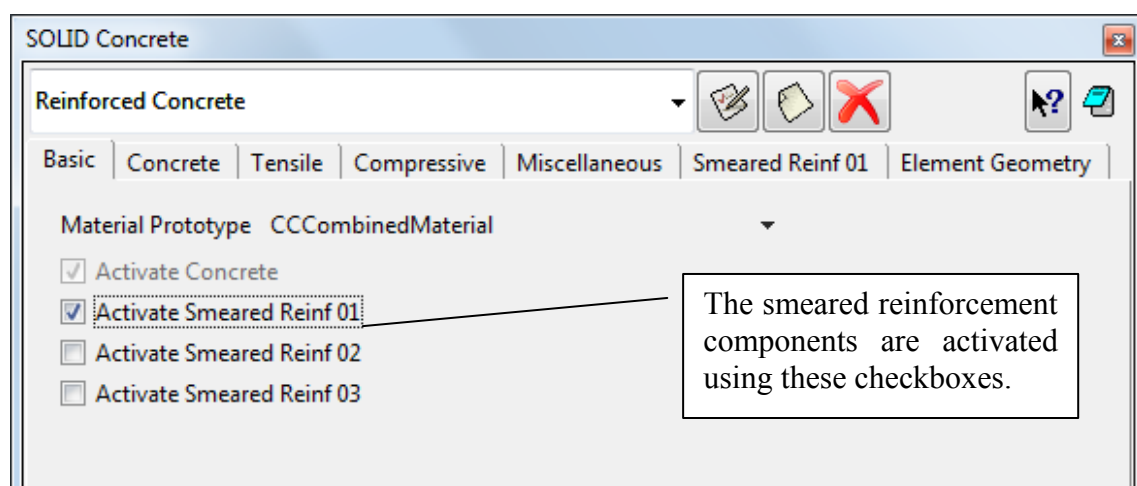 SOLID Concrete
Reinforced Concrete
Basic Concrete Tensile Compressive Miscellaneous Smeared Reinf 01 Element Geometry
Material Prototype CCCombinedMaterial
Activate Concrete
Activate Smeared Reinf 01
Activate Smeared Reinf 02
Activate Smeared Reinf 03
The smeared reinforcement
components are activated
using these checkboxes.